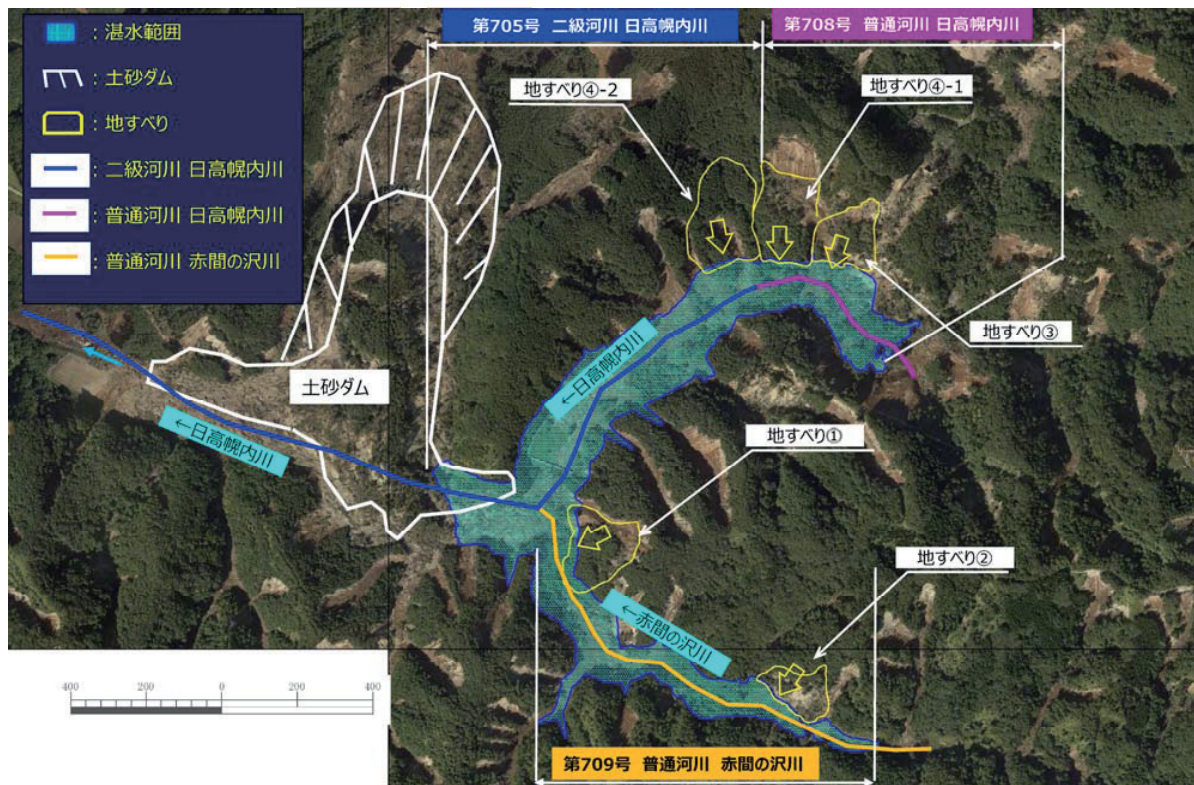 ：湛水範囲
：土砂ダム
：地すべり
：二級河川 日高幌内川
：普通河川 日高幌内川
：普通河川 赤間の沢川
第705号 二級河川 日高幌内川
第708号 普通河川 日高幌内川
地すべり④-2
地すべり④-1
地すべり③
←日高幌内川
土砂ダム
←日高幌内川
地すべり①
地すべり②
←赤間の沢川
400 200 0 200 400
第709号 普通河川 赤間の沢川